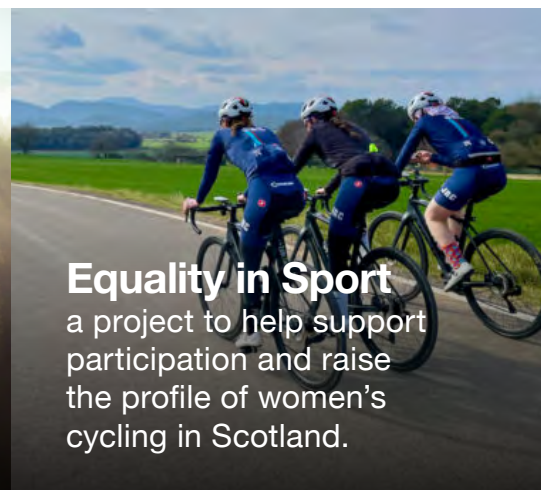 Equality in Sport
a project to help support
participation and raise
the profile of women's
cycling in Scotland.